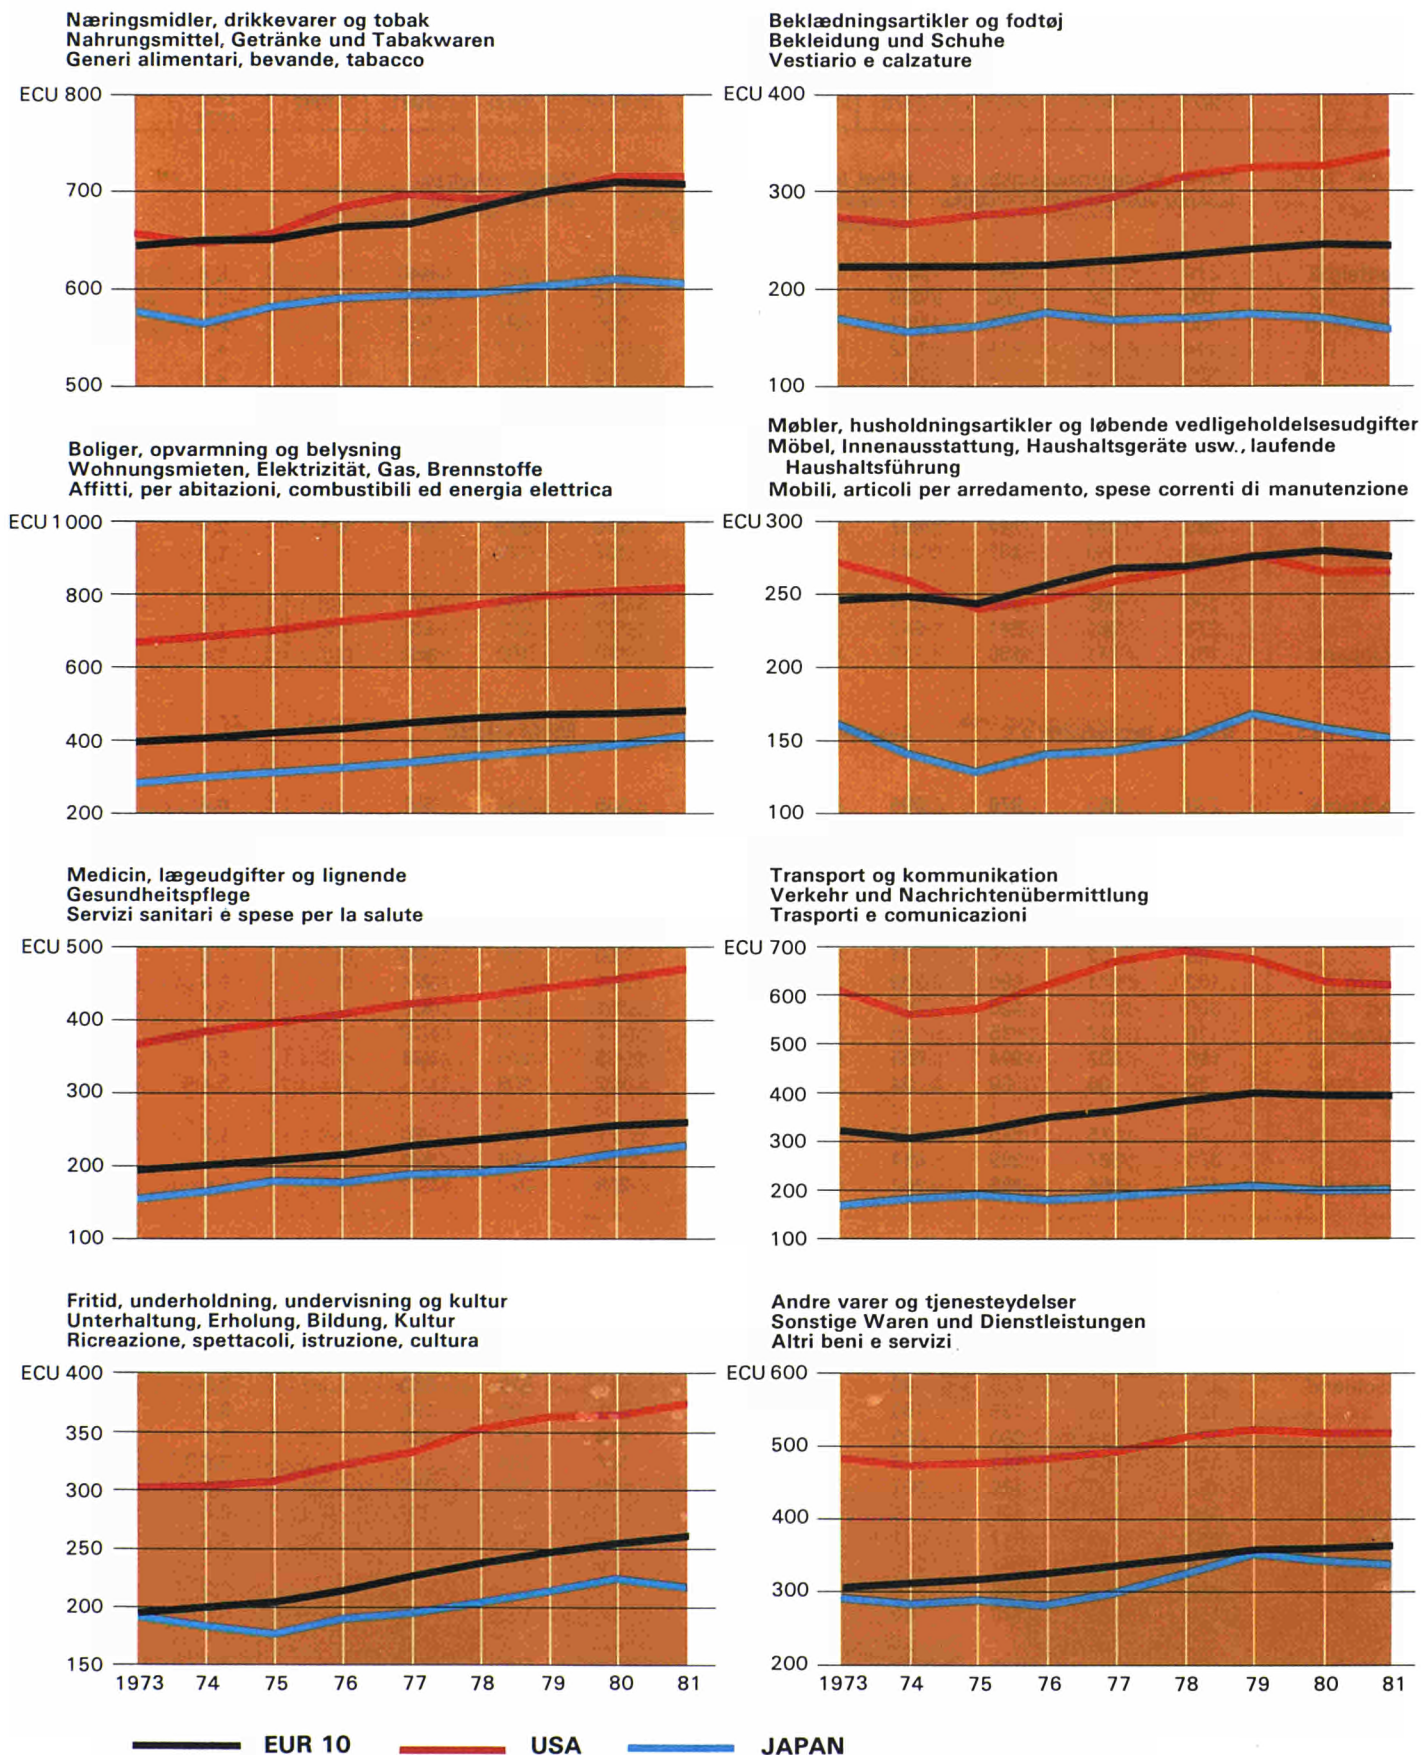 Næringsmidler, drikkevarer og tobak
Nahrungsmittel, Getränke und Tabakwaren
Generi alimentari, bevande, tabacco
ECU 800
700
600
500
Beklædningsartikler og fodtøj
Bekleidung und Schuhe
Vestiario e calzature
ECU 400
300
200
100
Boliger, opvarmning og belysning
Wohnungsmieten, Elektrizität, Gas, Brennstoffe
Affitti, per abitazioni, combustibili ed energia elettrica
ECU 1 000
800
600
400
200
Møbler, husholdningsartikler og løbende vedligeholdelsesudgifter
Möbel, Innenausstattung, Haushaltsgeräte usw., laufende
Haushaltsführung
Mobili, articoli per arredamento, spese correnti di manutenzione
ECU 300
250
200
150
100
Medicin, lægeudgifter og lignende
Gesundheitspflege
Servizi sanitari e spese per la salute
ECU 500
400
300
200
100
Transport og kommunikation
Verkehr und Nachrichtenübermittlung
Trasporti e comunicazioni
ECU 700
600
500
400
300
200
100
Fritid, underholdning, undervisning og kultur
Unterhaltung, Erholung, Bildung, Kultur
Ricreazione, spettacoli, istruzione, cultura
ECU 400
350
300
250
200
150
1973 74 75 76 77 78 79 80 81
Andre varer og tjenesteydelser
Sonstige Waren und Dienstleistungen
Altri beni e servizi
ECU 600
500
400
300
200
1973 74 75 76 77 78 79 80 81
EUR 10 USA JAPAN